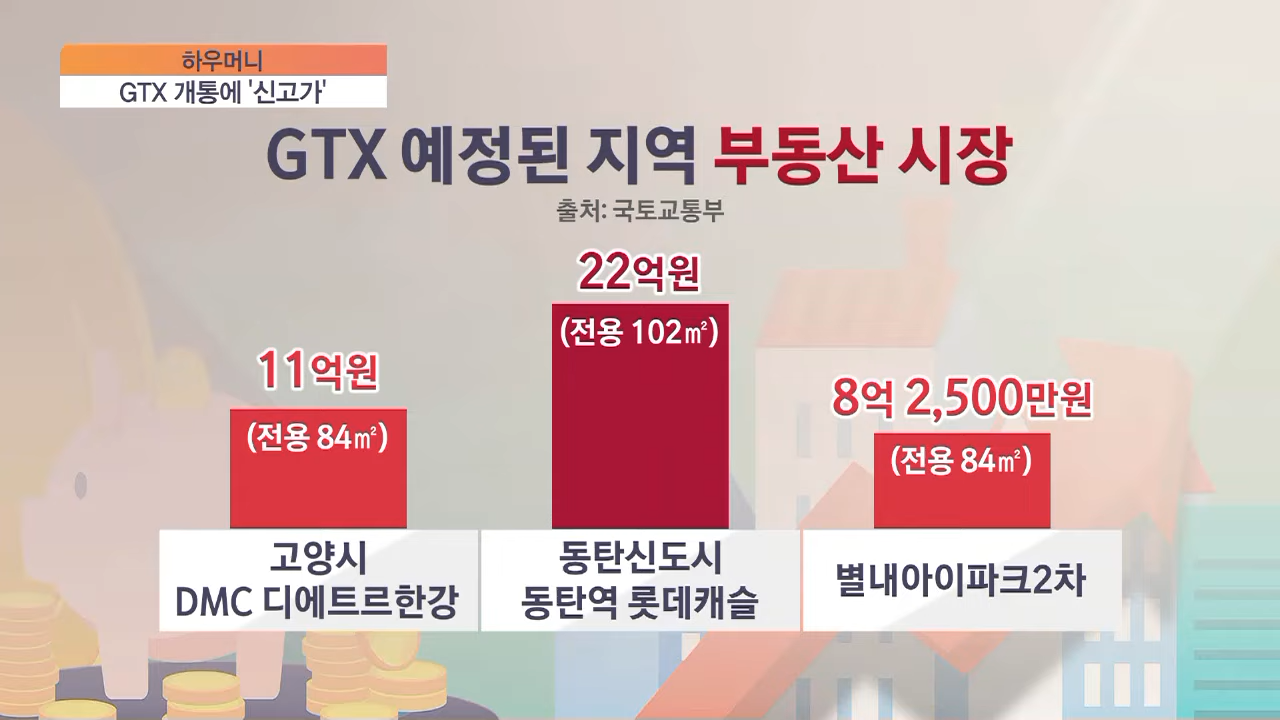 하우머니
GTX 개통에 '신고가'
GTX 예정된 지역 부동산 시장
출처: 국토교통부
11억원
(전용 84㎡)
고양시
DMC 디에트르한강
22억원
(전용 102㎡)
동탄신도시
동탄역 롯데캐슬
8억 2,500만원
(전용 84㎡)
별내아이파크2차